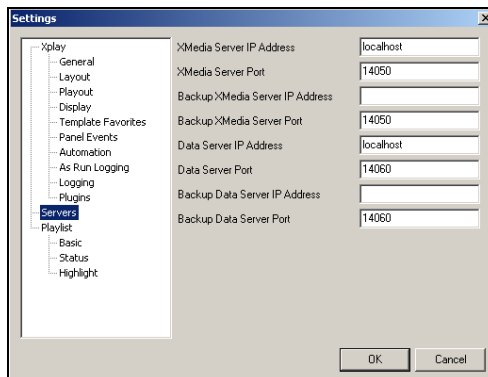 Settings
Xplay
General
Layout
Playout
Display
Template Favorites
Panel Events
Automation
As Run Logging
Logging
Plugins
Servers
Playlist
Basic
Status
Highlight
XMedia Server IP Address localhost
XMedia Server Port 14050
Backup XMedia Server IP Address
Backup XMedia Server Port 14050
Data Server IP Address localhost
Data Server Port 14060
Backup Data Server IP Address
Backup Data Server Port 14060
OK Cancel